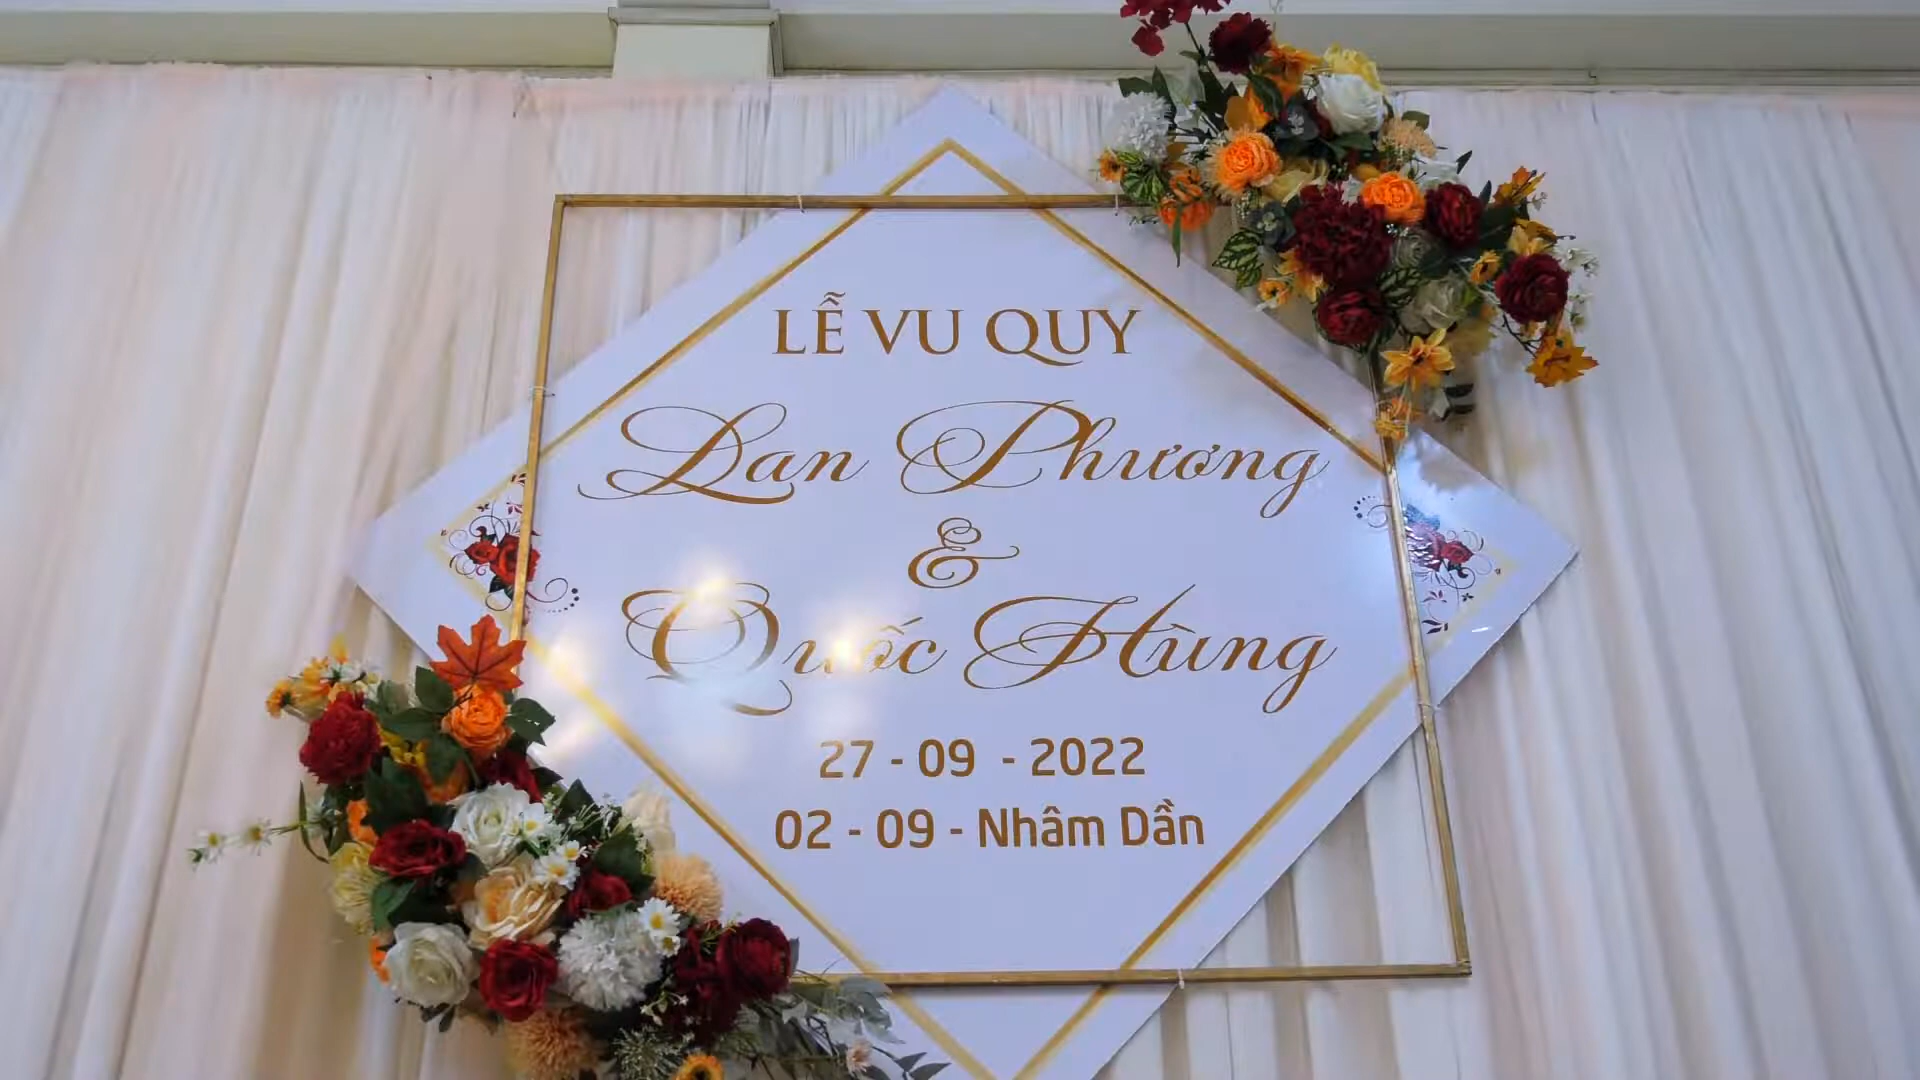 LỄ VU QUY
Lan Phương
&
Quốc Hùng
27 - 09 - 2022
02 - 09 - Nhâm Dần